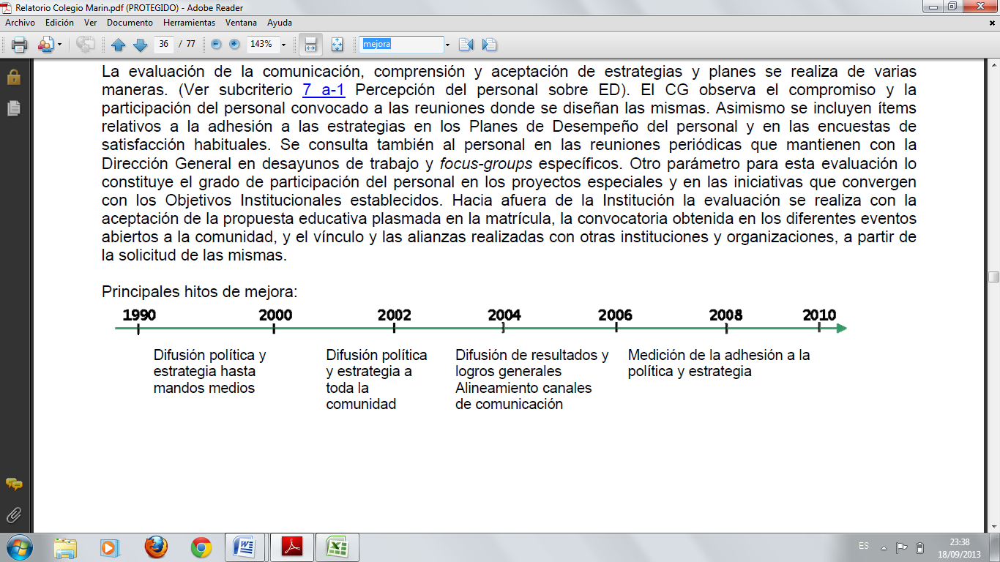 Relatorio Colegio Marin.pdf (PROTEGIDO) - Adobe Reader
Archivo Edición Ver Documento Herramientas Ventana Ayuda
36 / 77 143% mejora
La evaluación de la comunicación, comprensión y aceptación de estrategias y planes se realiza de varias
maneras. (Ver subcriterio 7 a-1 Percepción del personal sobre ED). El CG observa el compromiso y la
participación del personal convocado a las reuniones donde se diseñan las mismas. Asimismo se incluyen ítems
relativos a la adhesión a las estrategias en los Planes de Desempeño del personal y en las encuestas de
satisfacción habituales. Se consulta también al personal en las reuniones periódicas que mantienen con la
Dirección General en desayunos de trabajo y focus-groups específicos. Otro parámetro para esta evaluación lo
constituye el grado de participación del personal en los proyectos especiales y en las iniciativas que convergen
con los Objetivos Institucionales establecidos. Hacia afuera de la Institución la evaluación se realiza con la
aceptación de la propuesta educativa plasmada en la matrícula, la convocatoria obtenida en los diferentes eventos
abiertos a la comunidad, y el vínculo y las alianzas realizadas con otras instituciones y organizaciones, a partir de
la solicitud de las mismas.
Principales hitos de mejora:
1990 2000 2002 2004 2006 2008 2010
Difusión política y
estrategia hasta
mandos medios
Difusión política
y estrategia a
toda la
comunidad
Difusión de resultados y
logros generales
Alineamiento canales
de comunicación
Medición de la adhesión a la
política y estrategia
ES
23:38
18/09/2013